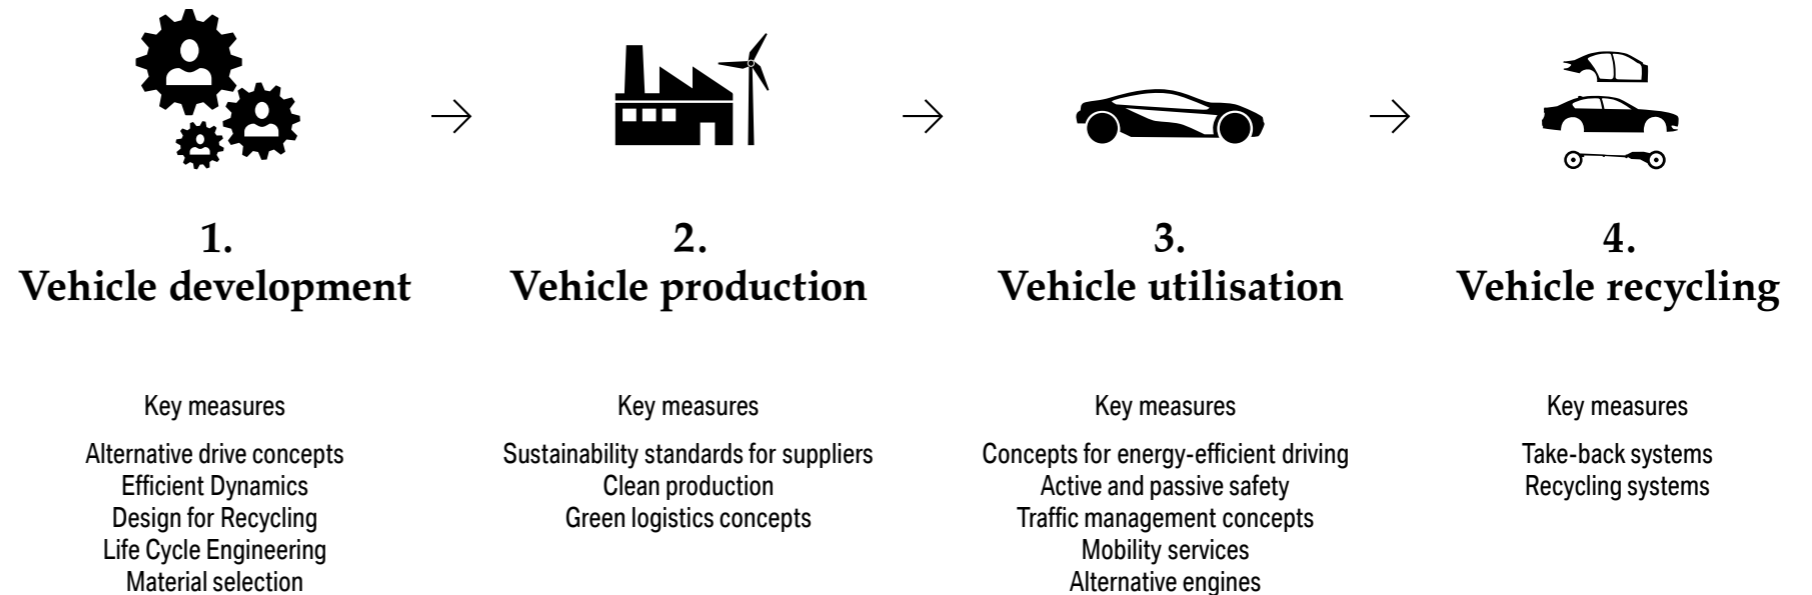 1.
Vehicle development
Key measures
Alternative drive concepts
Efficient Dynamics
Design for Recycling
Life Cycle Engineering
Material selection
2.
Vehicle production
Key measures
Sustainability standards for suppliers
Clean production
Green logistics concepts
3.
Vehicle utilisation
Key measures
Concepts for energy-efficient driving
Active and passive safety
Traffic management concepts
Mobility services
Alternative engines
4.
Vehicle recycling
Key measures
Take-back systems
Recycling systems